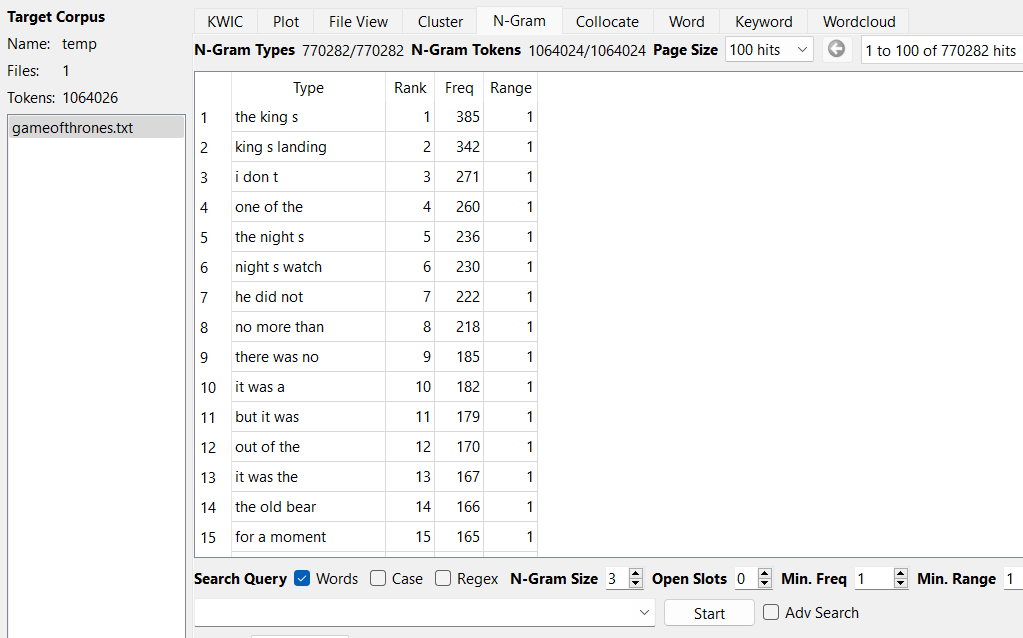 Target Corpus
Name: temp
Files: 1
Tokens: 1064026
gameofthrones.txt
KWIC Plot File View Cluster N-Gram Collocate Word Keyword Wordcloud
N-Gram Types 770282/770282 N-Gram Tokens 1064024/1064024 Page Size 100 hits 1 to 100 of 770282 hits
Type Rank Freq Range
1 the king s 1 385 1
2 king s landing 2 342 1
3 i don t 3 271 1
4 one of the 4 260 1
5 the night s 5 236 1
6 night s watch 6 230 1
7 he did not 7 222 1
8 no more than 8 218 1
9 there was no 9 185 1
10 it was a 10 182 1
11 but it was 11 179 1
12 out of the 12 170 1
13 it was the 13 167 1
14 the old bear 14 166 1
15 for a moment 15 165 1
Search Query Words Case Regex N-Gram Size 3 Open Slots 0 Min. Freq 1 Min. Range 1
Start Adv Search